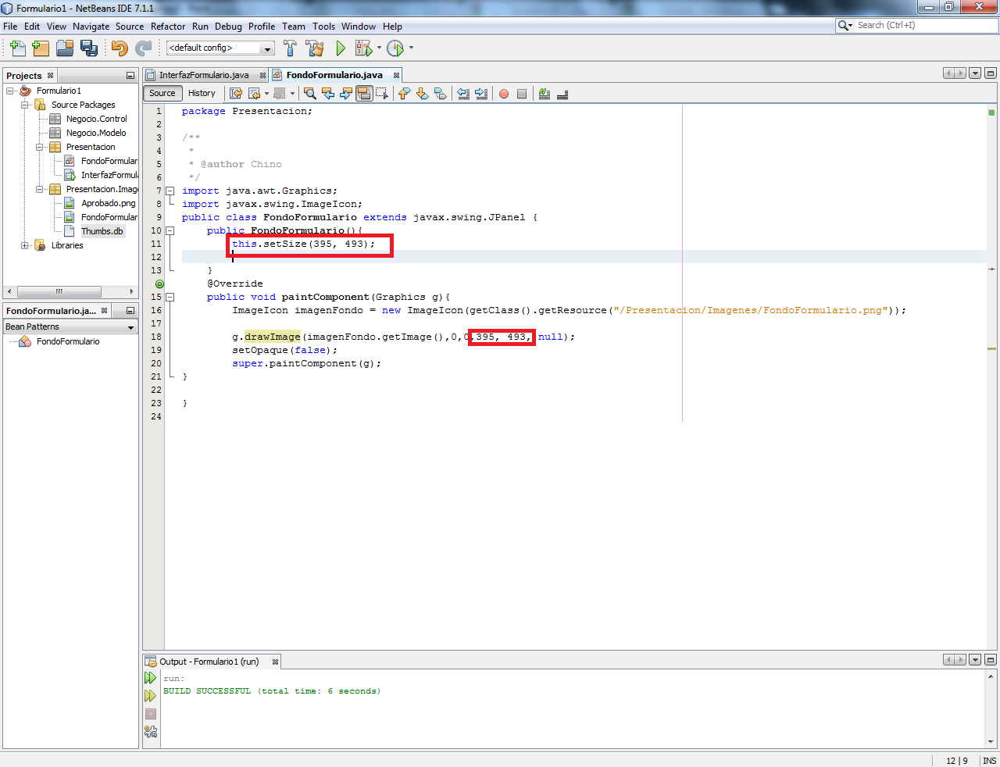 Formulario1 - NetBeans IDE 7.1.1
File Edit View Navigate Source Refactor Run Debug Profile Team Tools Window Help
Search (Ctrl+I)
<default config>
Projects
Formulario1
Source Packages
Negocio.Control
Negocio.Modelo
Presentacion
FondoFormular
InterfazFormula
Presentacion.Image
Aprobado.png
FondoFormular
Thumbs.db
Libraries
FondoFormulario.ja...
Bean Patterns
FondoFormulario
InterfazFormulario.java
FondoFormulario.java
Source History
1 package Presentacion;
2
3 /**
4 *
5 * @author Chino
6 */
7 import java.awt.Graphics;
8 import javax.swing.ImageIcon;
9 public class FondoFormulario extends javax.swing.JPanel {
10 public FondoFormulario(){
11 this.setSize(395, 493);
12
13 }
@Override
15 public void paintComponent(Graphics g){
16 ImageIcon imagenFondo = new ImageIcon(getClass().getResource("/Presentacion/Imagenes/FondoFormulario.png"));
17
18 g.drawImage(imagenFondo.getImage(),0,0,395, 493, null);
19 setOpaque(false);
20 super.paintComponent(g);
21 }
22
23 }
24
Output - Formulario1 (run)
run:
BUILD SUCCESSFUL (total time: 6 seconds)
12 | 9 INS